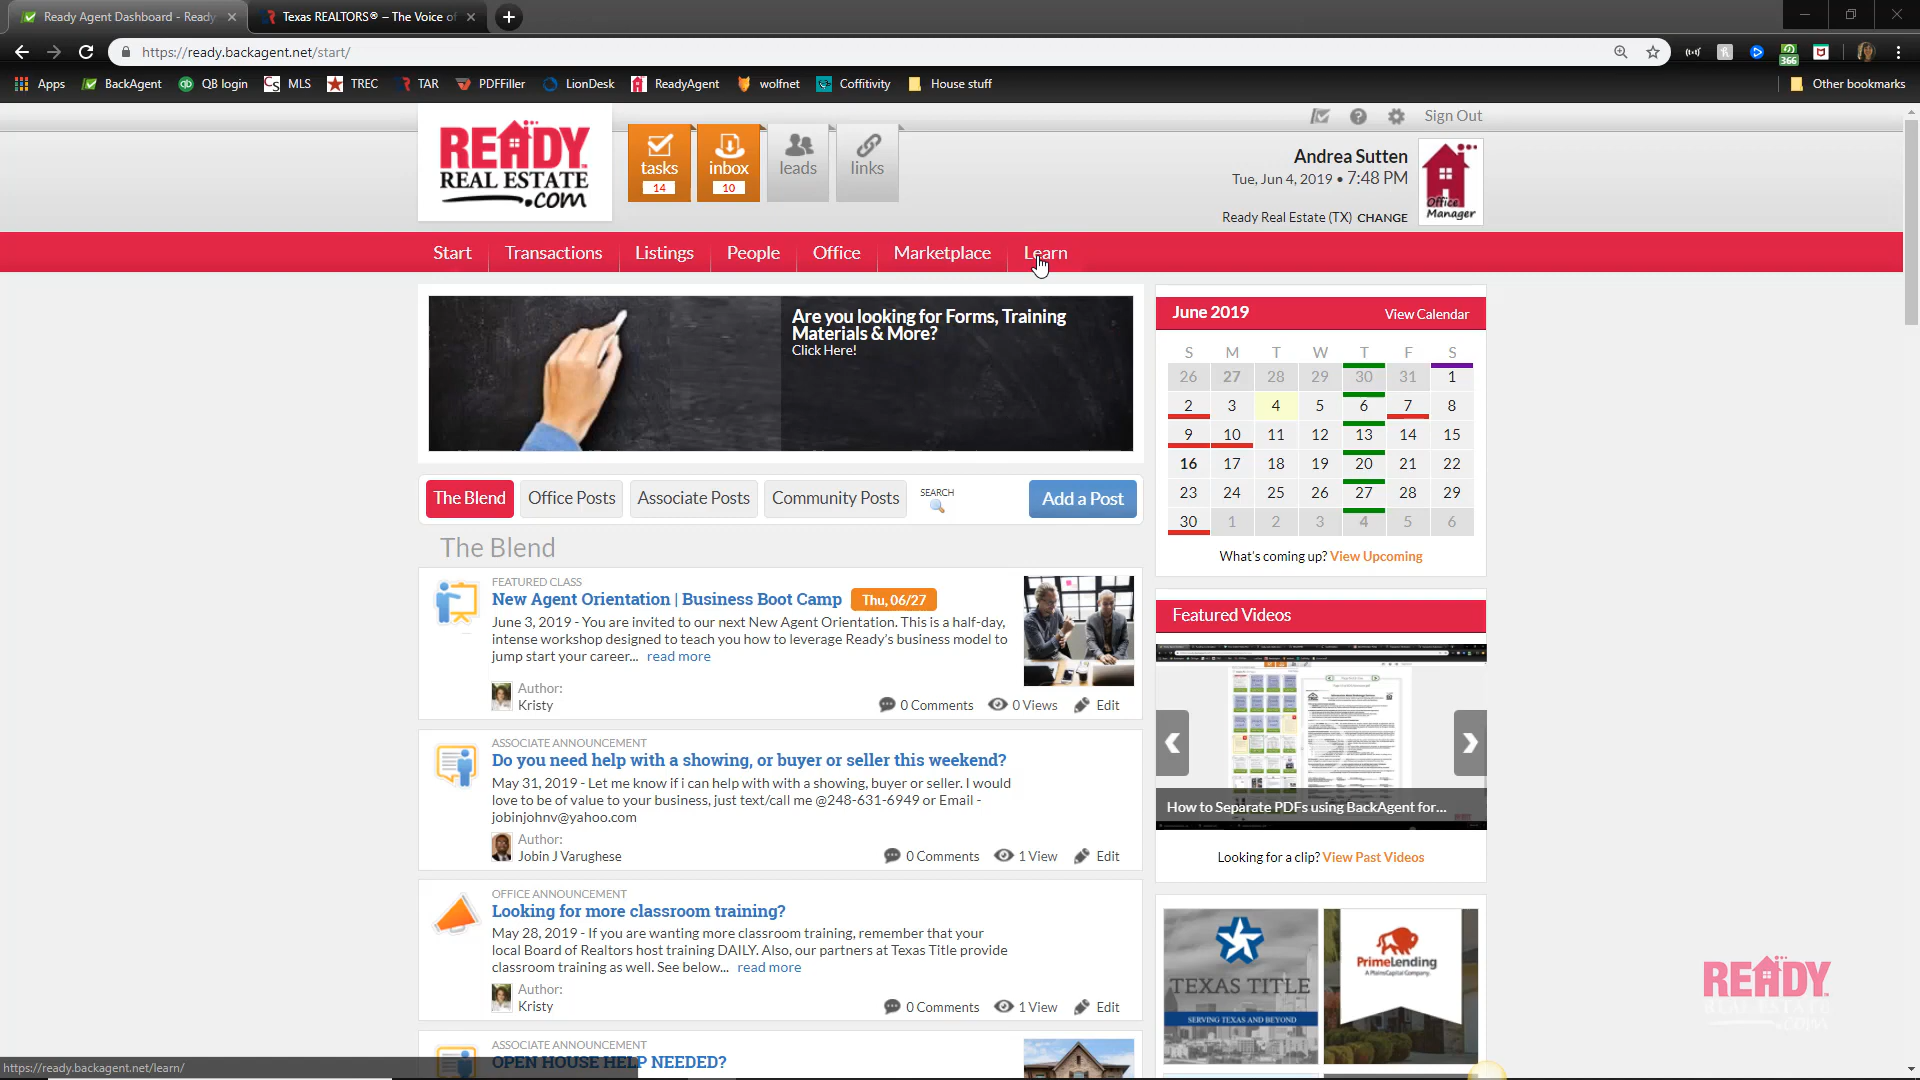 Ready Agent Dashboard - Ready
Texas REALTORS® – The Voice of
https://ready.backagent.net/start/
366
Apps BackAgent QB login CS MLS TREC TAR PDFFiller LionDesk ReadyAgent wolfnet Coffitivity House stuff Other bookmarks
Sign Out
READY
REAL ESTATE
.com
tasks
14
inbox
10
leads
links
Andrea Sutten
Tue, Jun 4, 2019 • 7:48 PM
Ready Real Estate (TX) CHANGE
Office
Manager
Start Transactions Listings People Office Marketplace Learn
Are you looking for Forms, Training
Materials & More?
Click Here!
June 2019 View Calendar
S M T W T F S
26 27 28 29 30 31 1
2 3 4 5 6 7 8
9 10 11 12 13 14 15
16 17 18 19 20 21 22
23 24 25 26 27 28 29
30 1 2 3 4 5 6
What's coming up? View Upcoming
The Blend Office Posts Associate Posts Community Posts SEARCH Add a Post
The Blend
FEATURED CLASS
New Agent Orientation | Business Boot Camp Thu, 06/27
June 3, 2019 - You are invited to our next New Agent Orientation. This is a half-day,
intense workshop designed to teach you how to leverage Ready's business model to
jump start your career... read more
Author:
Kristy
0 Comments 0 Views Edit
ASSOCIATE ANNOUNCEMENT
Do you need help with a showing, or buyer or seller this weekend?
May 31, 2019 - Let me know if i can help with with a showing, buyer or seller. I would
love to be of value to your business, just text/call me @248-631-6949 or Email -
jobinjohnv@yahoo.com
Author:
Jobin J Varughese
0 Comments 1 View Edit
OFFICE ANNOUNCEMENT
Looking for more classroom training?
May 28, 2019 - If you are wanting more classroom training, remember that your
local Board of Realtors host training DAILY. Also, our partners at Texas Title provide
classroom training as well. See below... read more
Author:
Kristy
0 Comments 1 View Edit
ASSOCIATE ANNOUNCEMENT
OPEN HOUSE HELP NEEDED?
Featured Videos
How to Separate PDFs using BackAgent for...
Looking for a clip? View Past Videos
TEXAS TITLE
SERVING TEXAS AND BEYOND
PrimeLending
A PlainsCapital Company.
READY
REAL ESTATE
.com
https://ready.backagent.net/learn/